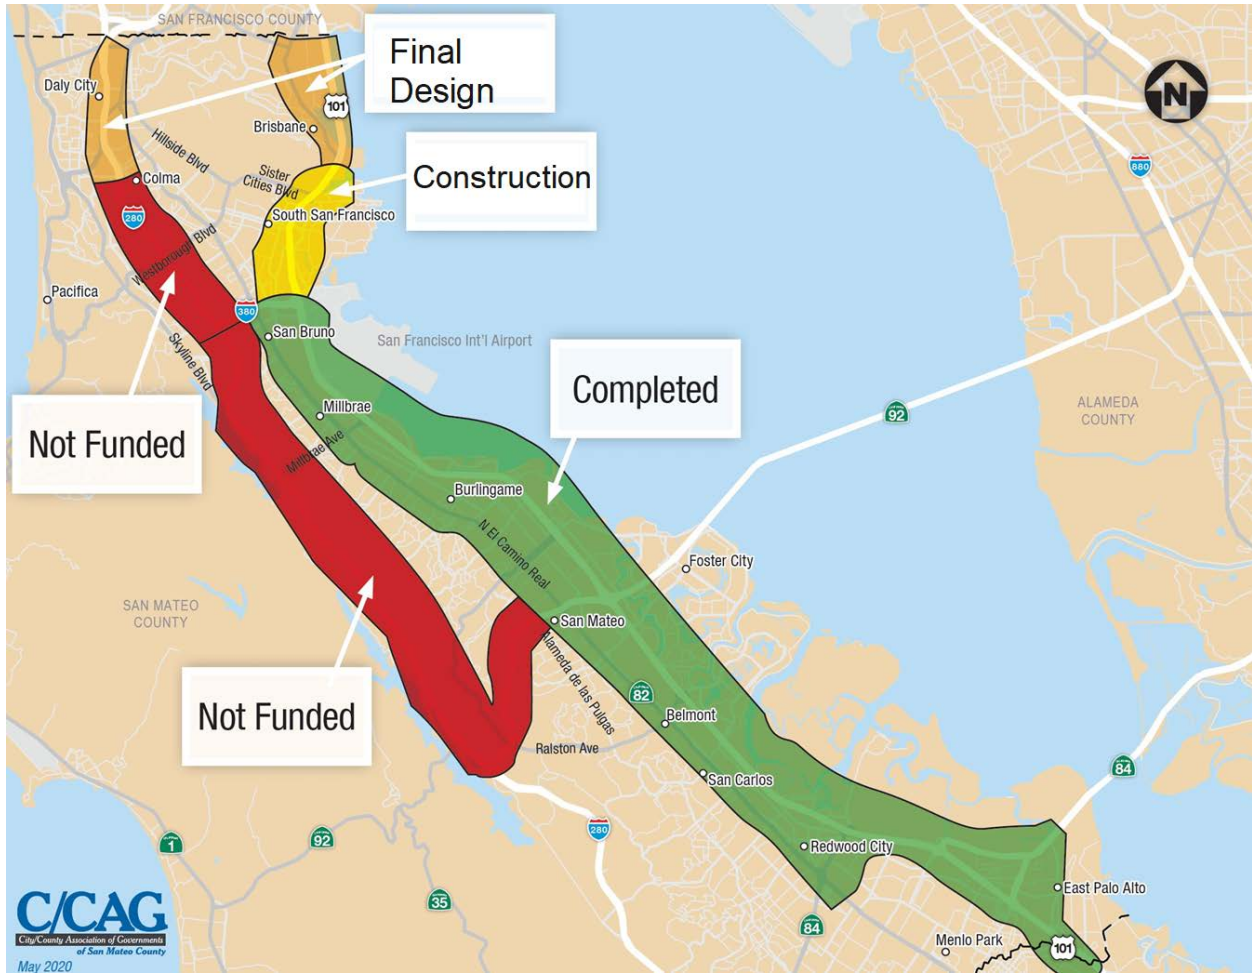 SAN FRANCISCO COUNTY
Final
Design
Daly City
101
Brisbane
Hillside Blvd
Construction
880
Sister
Cities Blvd
Colma
280
South San Francisco
Westborough Blvd
Pacifica
380
San Bruno
San Francisco Int'l Airport
Skyline Blvd
Completed
N
Not Funded
Millbrae
Millbrae Ave
92
ALAMEDA
COUNTY
Burlingame
N El Camino Real
Foster City
SAN MATEO
COUNTY
San Mateo
Alameda de las Pulgas
82
Not Funded
Belmont
Ralston Ave
San Carlos
84
280
1
92
Redwood City
East Palo Alto
35
84
Menlo Park
101
C/CAG
City/County Association of Governments
of San Mateo County
May 2020